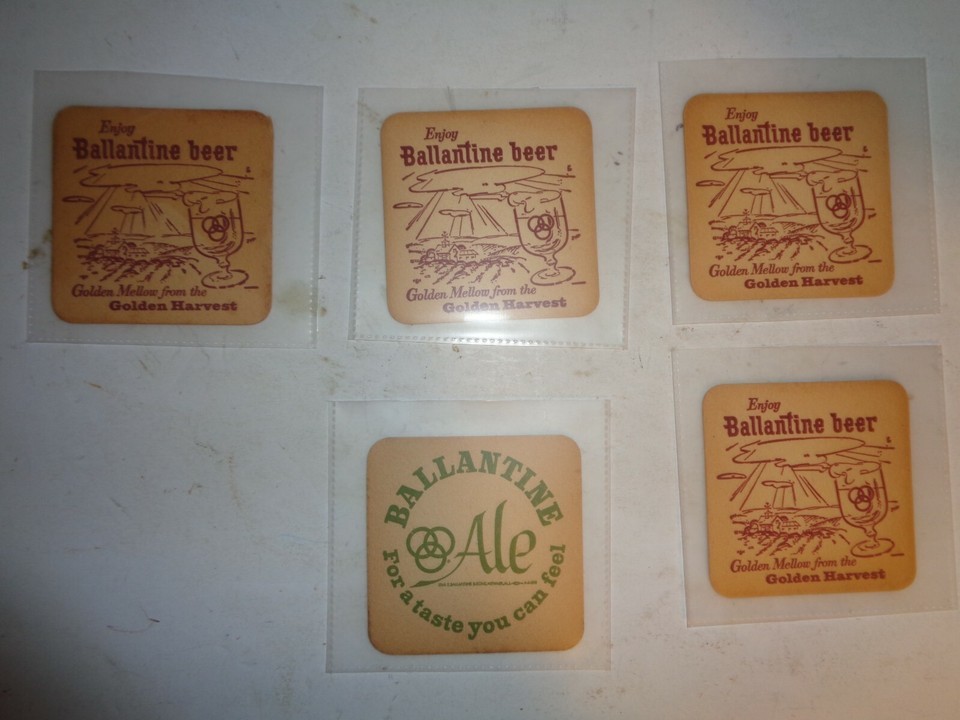 Enjoy
Ballantine beer
Golden Mellow from the
Golden Harvest
Enjoy
Ballantine beer
Golden Mellow from the
Golden Harvest
Enjoy
Ballantine beer
Golden Mellow from the
Golden Harvest
BALLANTINE
Ale
For a taste you can feel
Enjoy
Ballantine beer
Golden Mellow from the
Golden Harvest